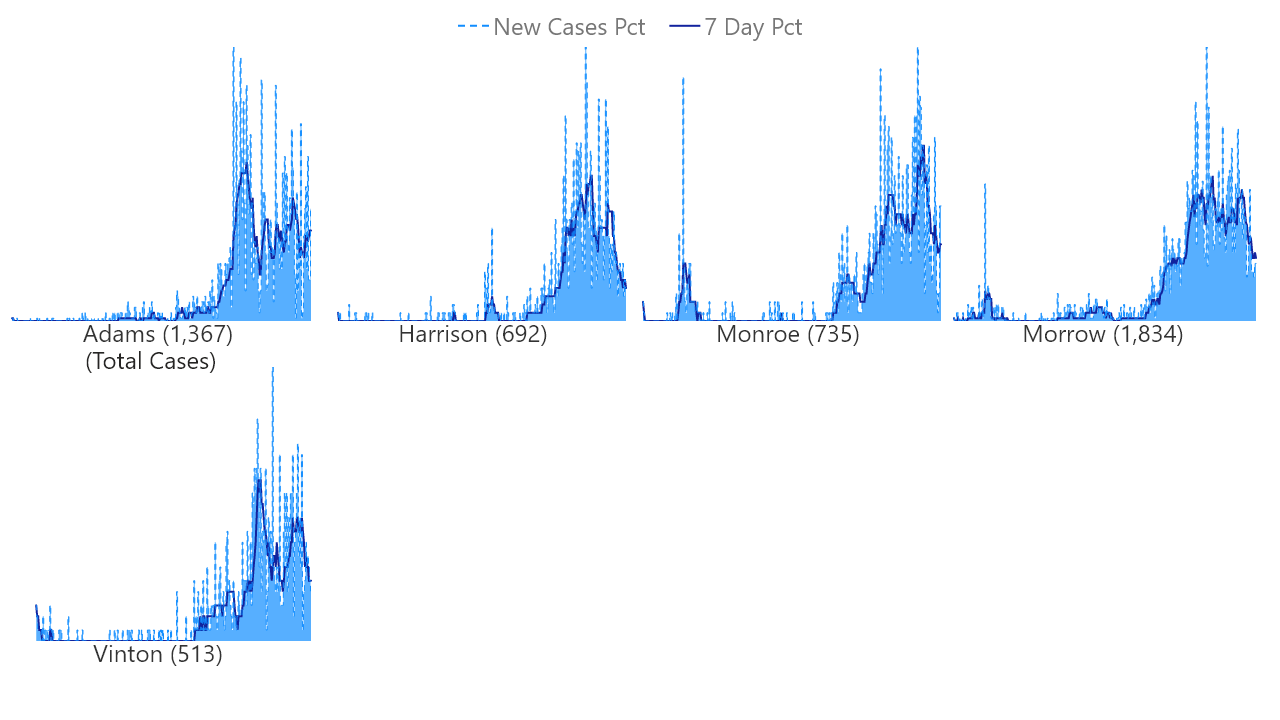 New Cases Pct 7 Day Pct
Adams (1,367) Harrison (692) Monroe (735) Morrow (1,834)
(Total Cases)
Vinton (513)